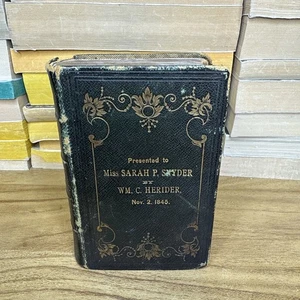 Presented to
Miss SARAH P. SNYDER
BY
WM. C. HERIDER,
Nov. 2. 1845.